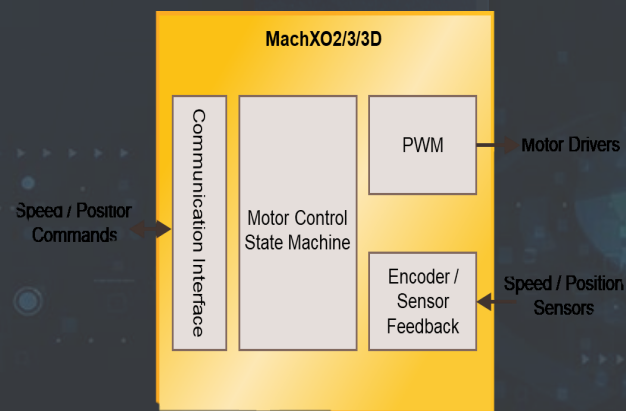 MachXO2/3/3D
Communication Interface
Motor Control
State Machine
PWM
Encoder /
Sensor
Feedback
Speed / Position
Commands
Motor Drivers
Speed / Position
Sensors